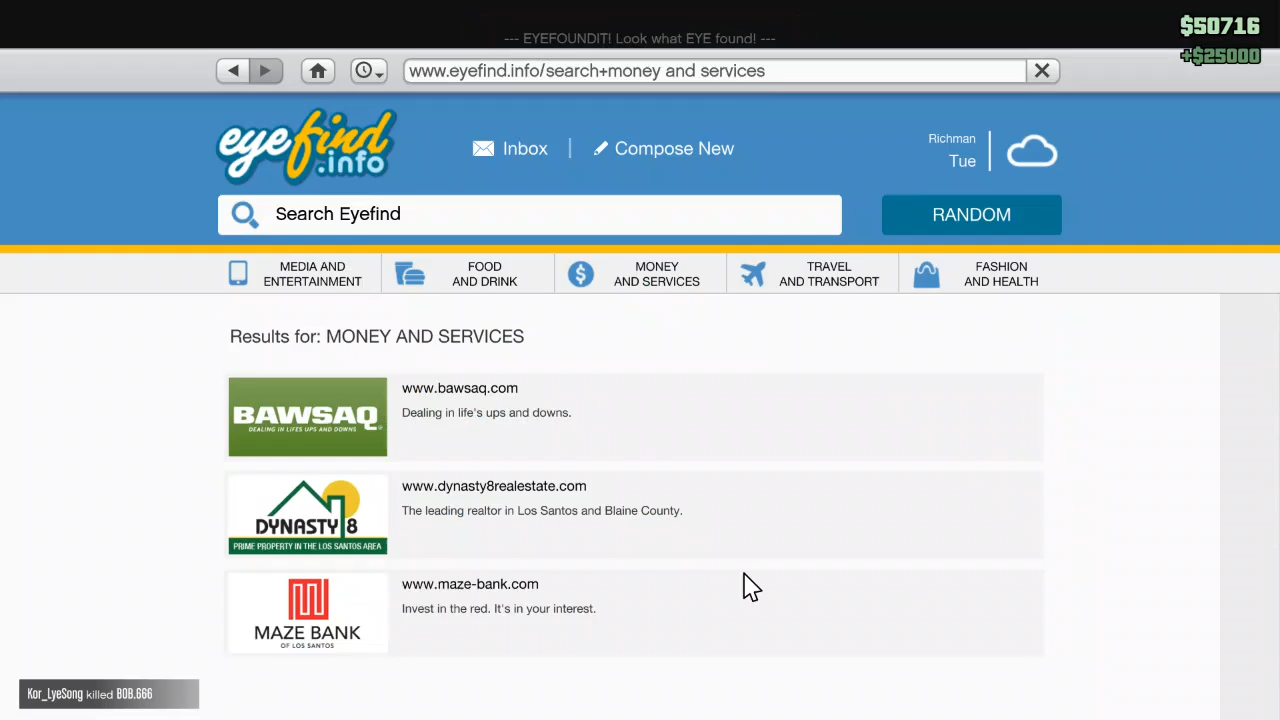 --- EYEFOUNDIT! Look what EYE found! ---
$50716
+$25000
www.eyefind.info/search+money and services
eyefind
.info
Inbox
Compose New
Richman
Tue
Search Eyefind
RANDOM
MEDIA AND
ENTERTAINMENT
FOOD
AND DRINK
MONEY
AND SERVICES
TRAVEL
AND TRANSPORT
FASHION
AND HEALTH
Results for: MONEY AND SERVICES
BAWSAQ
DEALING IN LIFES UPS AND DOWNS
www.bawsaq.com
Dealing in life's ups and downs.
DYNASTY 8
PRIME PROPERTY IN THE LOS SANTOS AREA
www.dynasty8realestate.com
The leading realtor in Los Santos and Blaine County.
MAZE BANK
OF LOS SANTOS
www.maze-bank.com
Invest in the red. It's in your interest.
Kor_LyeSong killed BOB.666